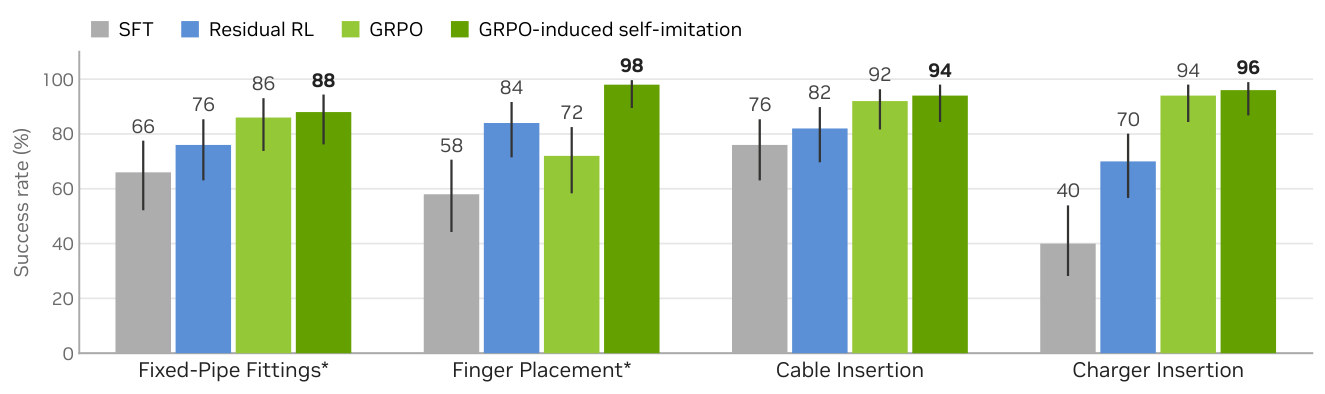 SFT Residual RL GRPO GRPO-induced self-imitation
Success rate (%)
100
80
60
40
20
0
66 76 86 88
58 84 72 98
76 82 92 94
40 70 94 96
Fixed-Pipe Fittings* Finger Placement* Cable Insertion Charger Insertion